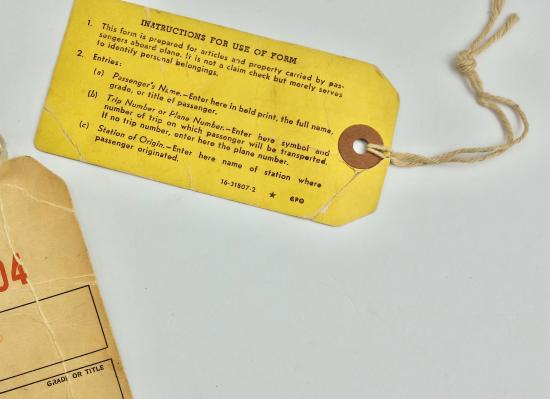 INSTRUCTIONS FOR USE OF FORM
1. This form is prepared for articles and property carried by pas-
sengers aboard plane. It is not a claim check but merely serves
to identify personal belongings.
2. Entries:
(a) Passenger's Name.—Enter here in bold print, the full name,
grade, or title of passenger.
(b) Trip Number or Plane Number.—Enter here symbol and
number of trip on which passenger will be transported.
If no trip number, enter here the plane number.
(c) Station of Origin.—Enter here name of station where
passenger originated.
16-31807-2 ★ GPO
04
GRADE OR TITLE